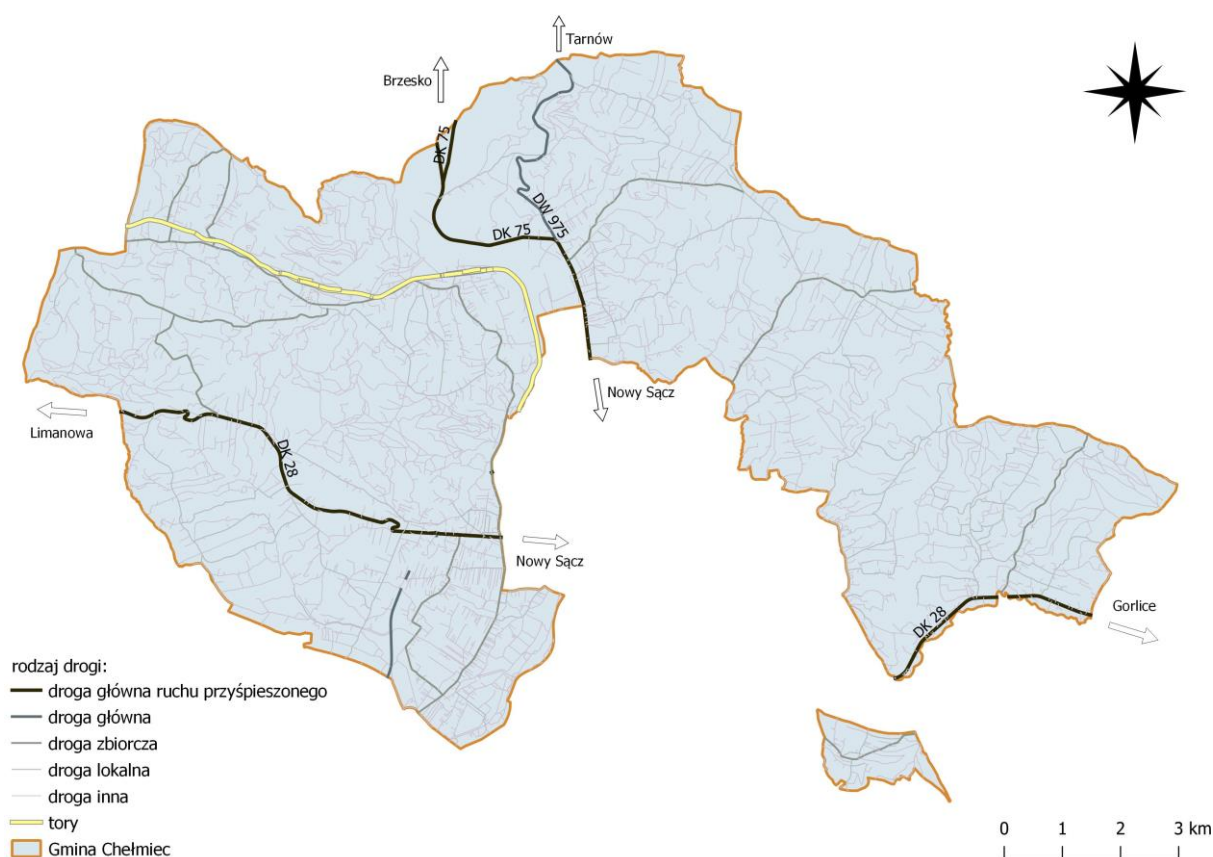 Tarnów
Brzesko
DK 75
DW 975
DK 75
Nowy Sącz
Limanowa
DK 28
Nowy Sącz
Gorlice
DK 28
rodzaj drogi:
droga główna ruchu przyśpieszonego
droga główna
droga zbiorcza
droga lokalna
droga inna
tory
Gmina Chełmiec
0 1 2 3 km